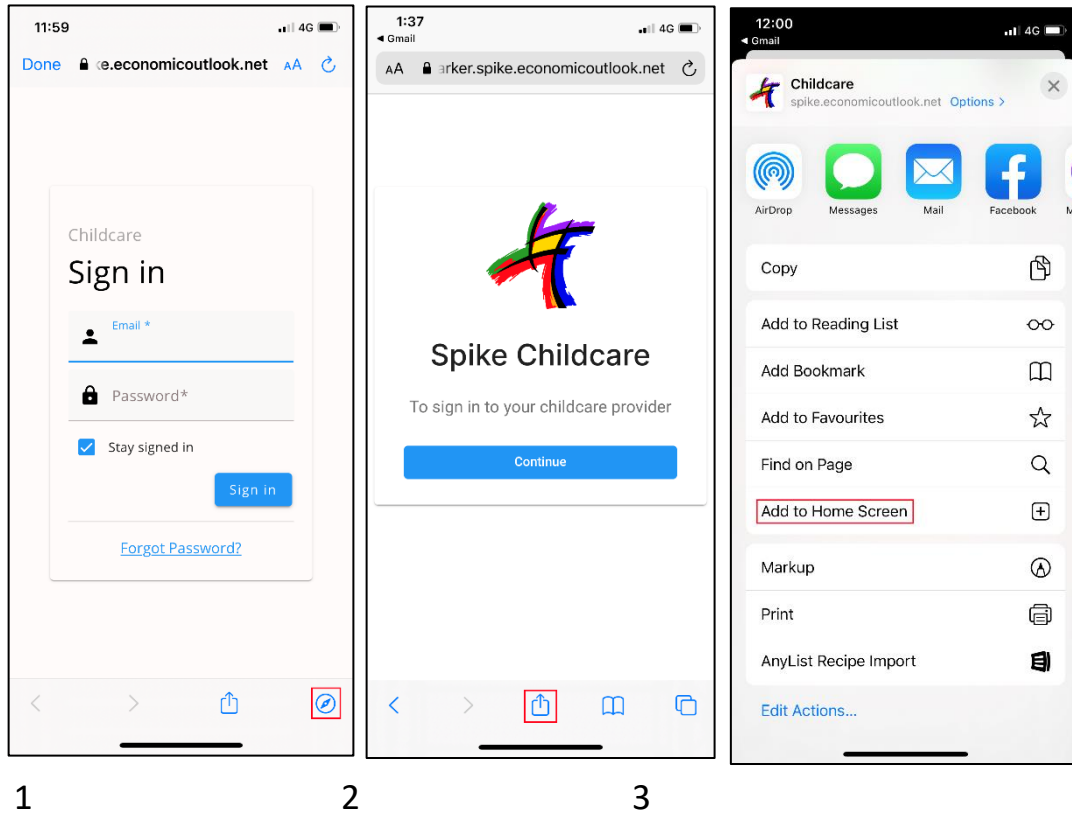 11:59
4G
Done
e.economicoutlook.net AA
Childcare
Sign in
Email *
Password*
Stay signed in
Sign in
Forgot Password?
1:37
◀ Gmail
4G
AA
arker.spike.economicoutlook.net
Spike Childcare
To sign in to your childcare provider
Continue
12:00
◀ Gmail
4G
Childcare
spike.economicoutlook.net Options >
AirDrop
Messages
Mail
Facebook
Copy
Add to Reading List
Add Bookmark
Add to Favourites
Find on Page
Add to Home Screen
Markup
Print
AnyList Recipe Import
Edit Actions...
1
2
3